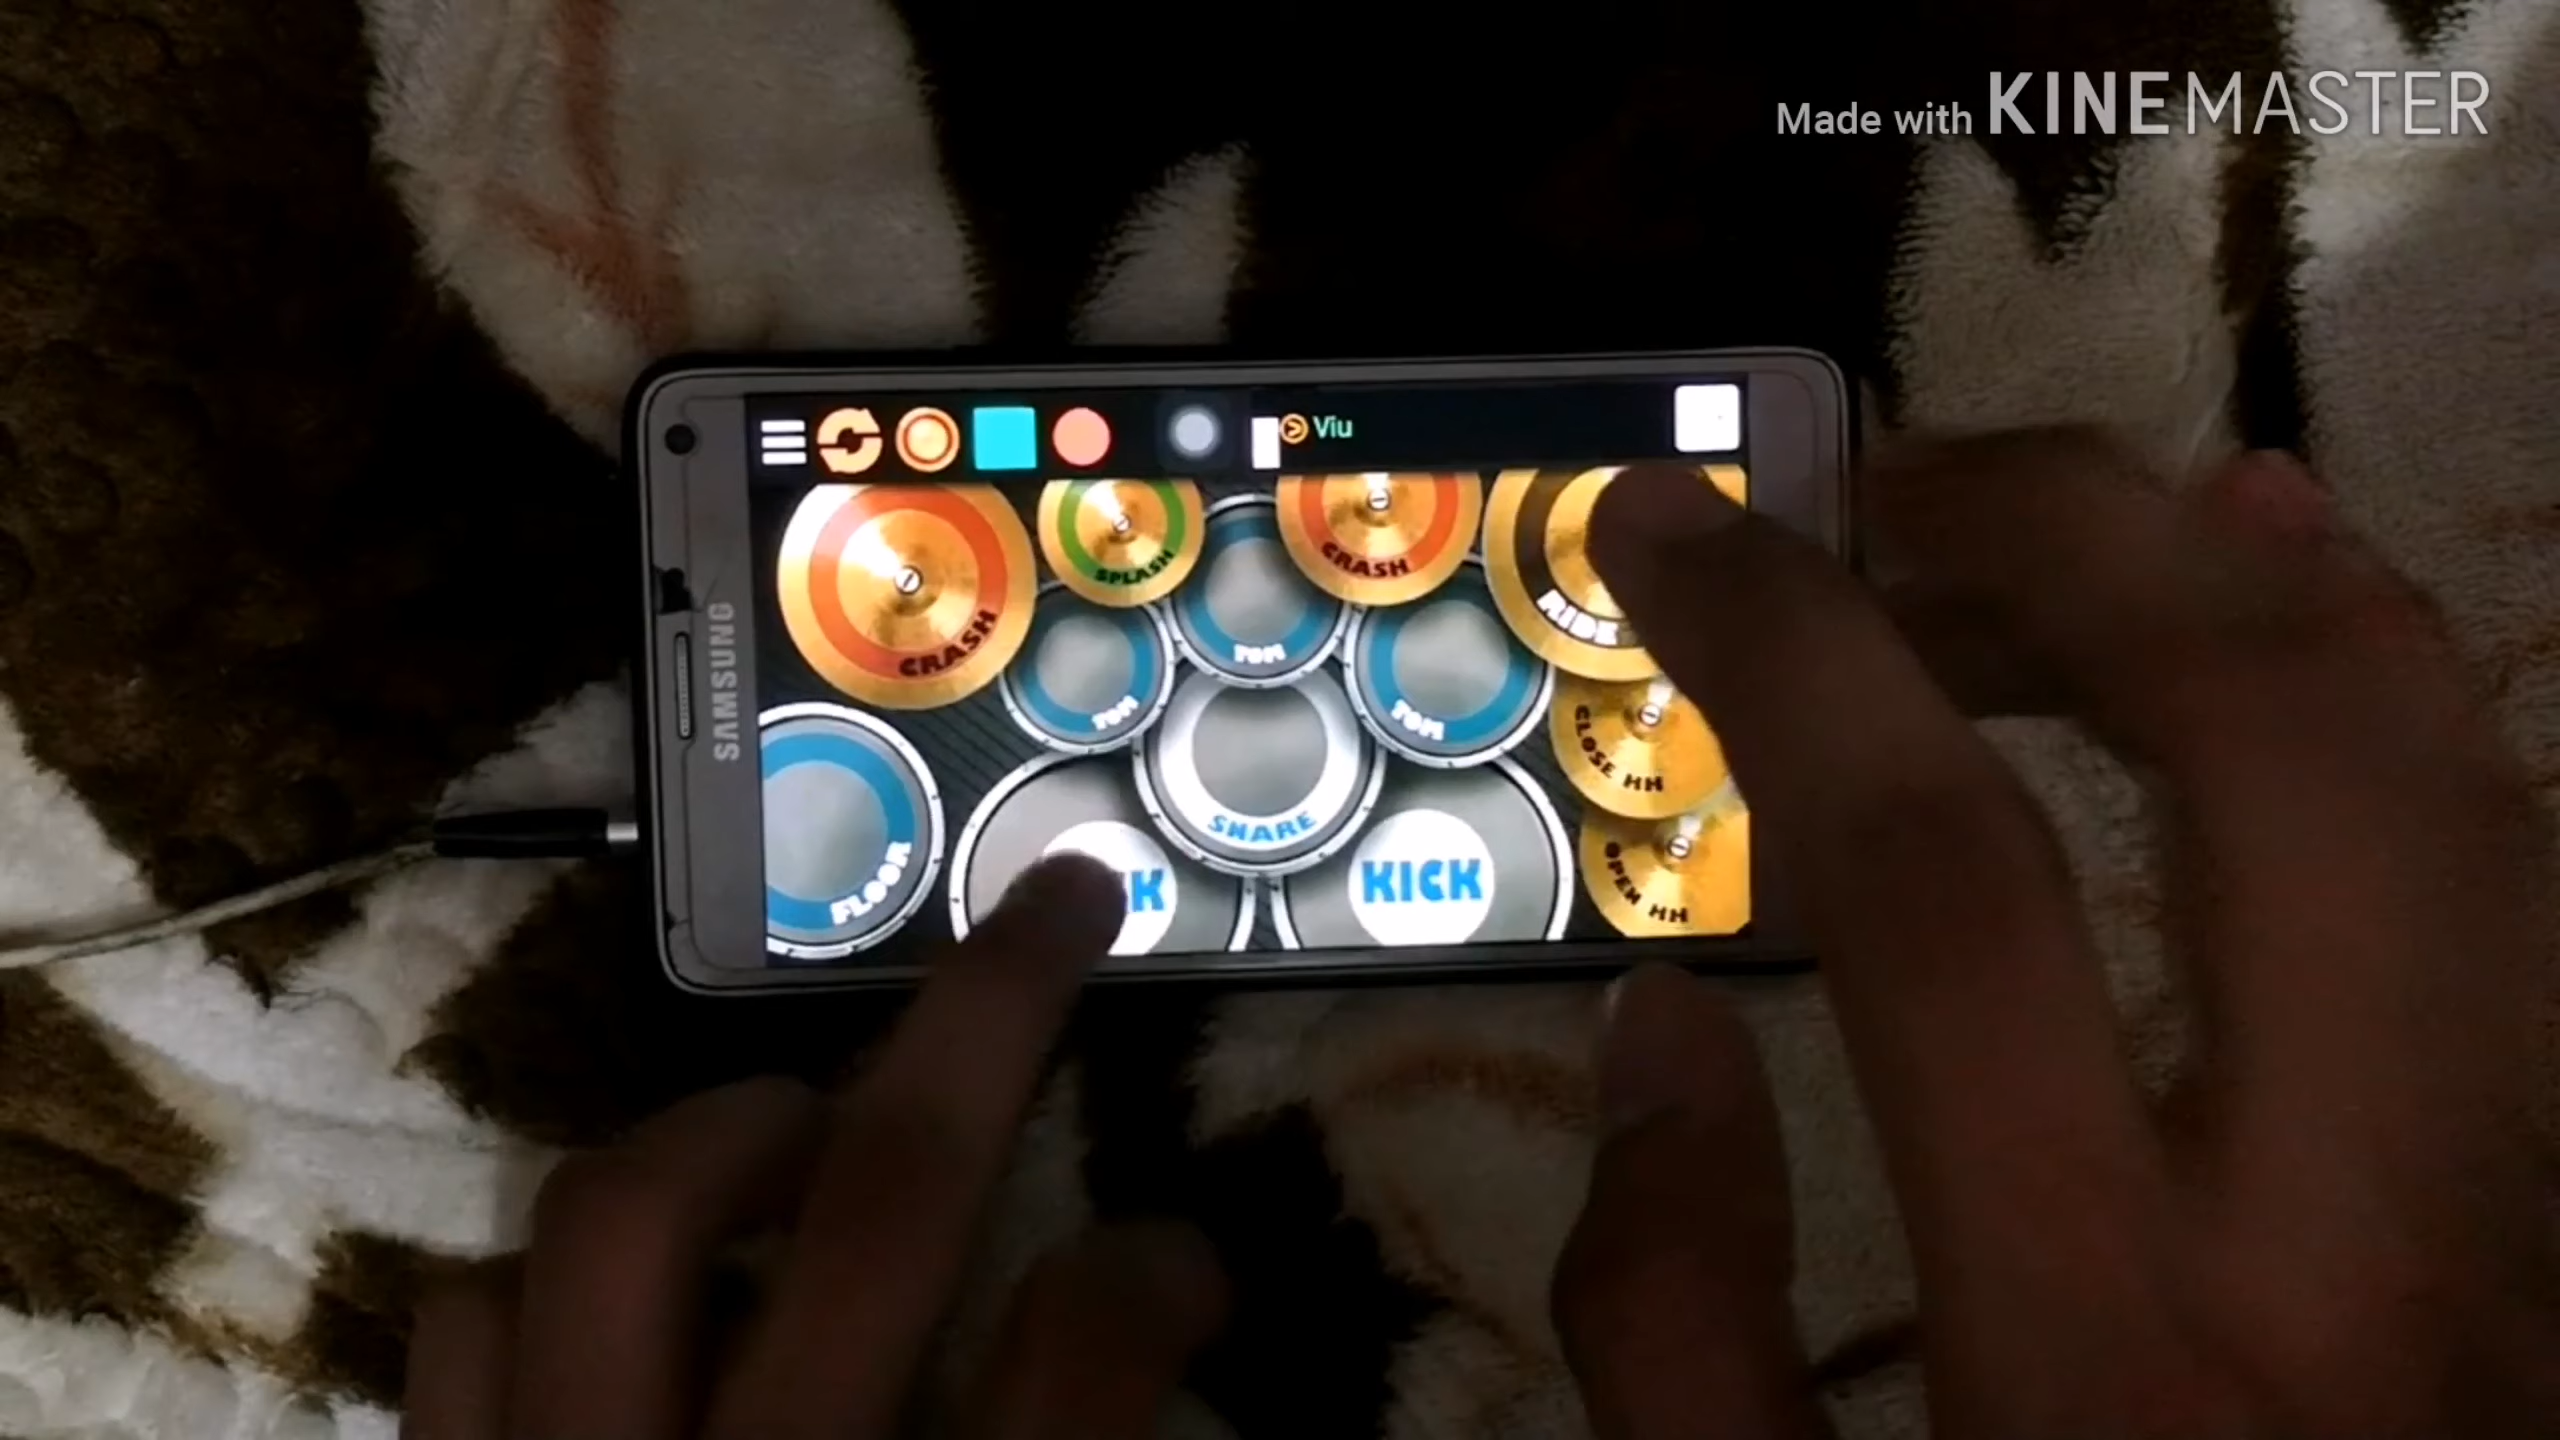 Made with KINEMASTER
Viu
SAMSUNG
CRASH
SPLASH
TOM
CRASH
RIDE
TOM
TOM
CLOSE HH
FLOOR
SNARE
K
KICK
OPEN HH